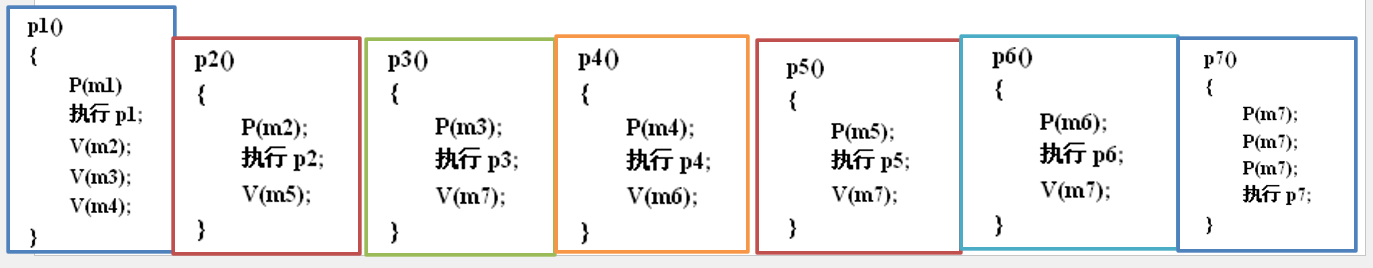 p1()
{
P(m1)
执行 p1;
V(m2);
V(m3);
V(m4);
}
p2()
{
P(m2);
执行 p2;
V(m5);
}
p3()
{
P(m3);
执行 p3;
V(m7);
}
p4()
{
P(m4);
执行 p4;
V(m6);
}
p5()
{
P(m5);
执行 p5;
V(m7);
}
p6()
{
P(m6);
执行 p6;
V(m7);
}
p7()
{
P(m7);
P(m7);
P(m7);
执行 p7;
}